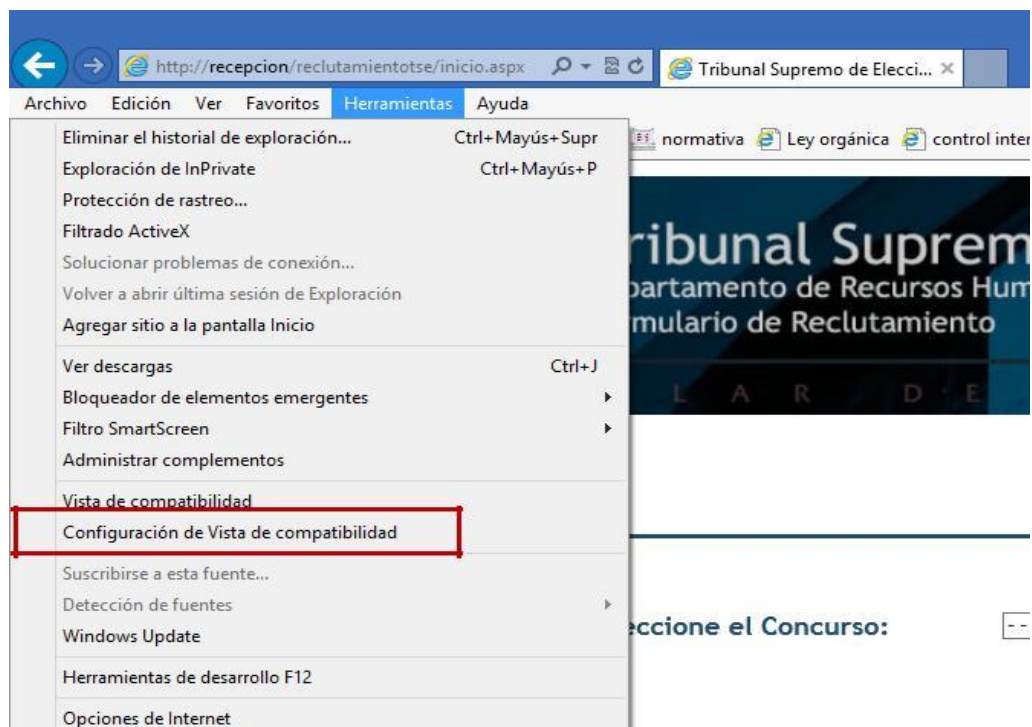 http://recepcion/reclutamientotse/inicio.aspx
Tribunal Supremo de Elecci...
Archivo Edición Ver Favoritos Herramientas Ayuda
normativa Ley orgánica control inter
Eliminar el historial de exploración... Ctrl+Mayús+Supr
Exploración de InPrivate Ctrl+Mayús+P
Protección de rastreo...
Filtrado ActiveX
Solucionar problemas de conexión...
Volver a abrir última sesión de Exploración
Agregar sitio a la pantalla Inicio
Ver descargas Ctrl+J
Bloqueador de elementos emergentes
Filtro SmartScreen
Administrar complementos
Vista de compatibilidad
Configuración de Vista de compatibilidad
Suscribirse a esta fuente...
Detección de fuentes
Windows Update
Herramientas de desarrollo F12
Opciones de Internet
ribunal Suprem
partamento de Recursos Hum
mulario de Reclutamiento
L A R D E
eccione el Concurso: --